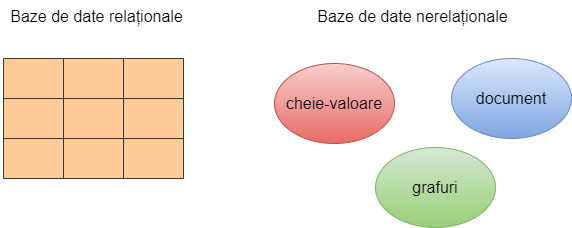 Baze de date relaționale
Baze de date nerelaționale
cheie-valoare
document
grafuri